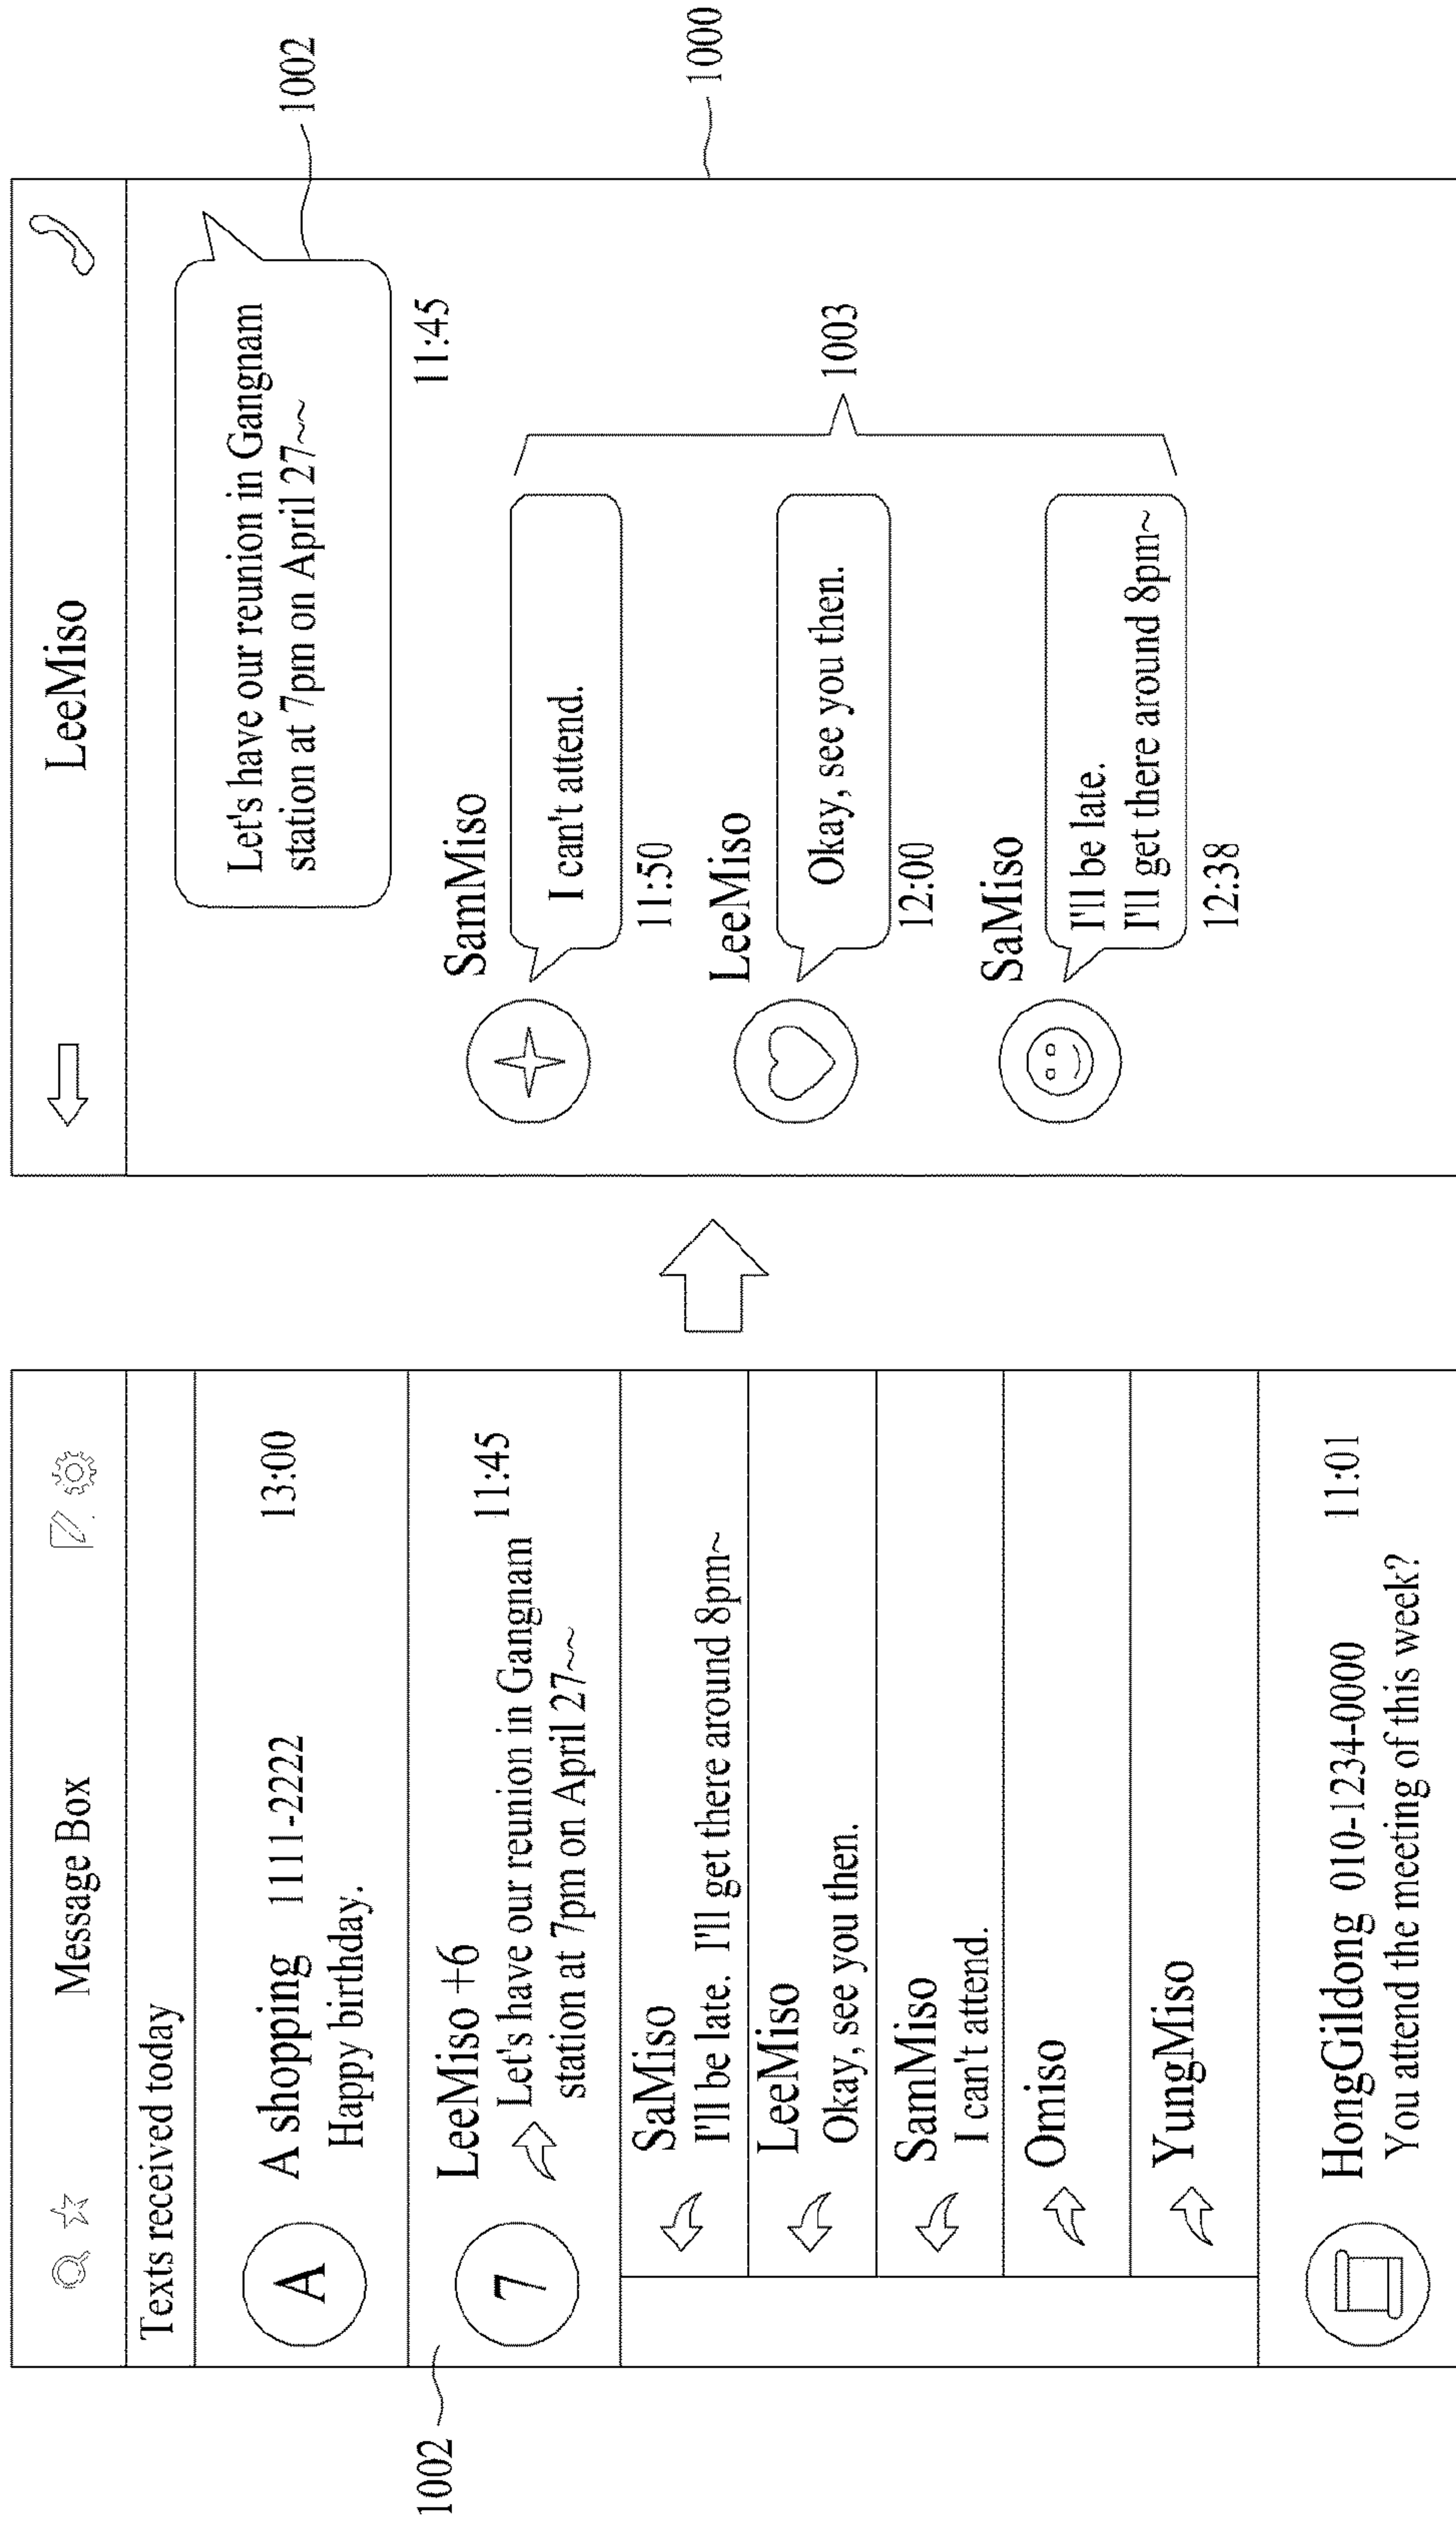 Message Box
Texts received today
A
A shopping 1111-2222
13:00
Happy birthday.
1002
7
LeeMiso +6
11:45
Let's have our reunion in Gangnam
station at 7pm on April 27~~
SaMiso
I'll be late. I'll get there around 8pm~
LeeMiso
Okay, see you then.
SamMiso
I can't attend.
Omiso
YungMiso
HongGildong 010-1234-0000
11:01
You attend the meeting of this week?
LeeMiso
Let's have our reunion in Gangnam
station at 7pm on April 27~~
1002
11:45
SamMiso
I can't attend.
11:50
LeeMiso
1000
Okay, see you then.
1003
12:00
SaMiso
I'll be late.
I'll get there around 8pm~
12:38